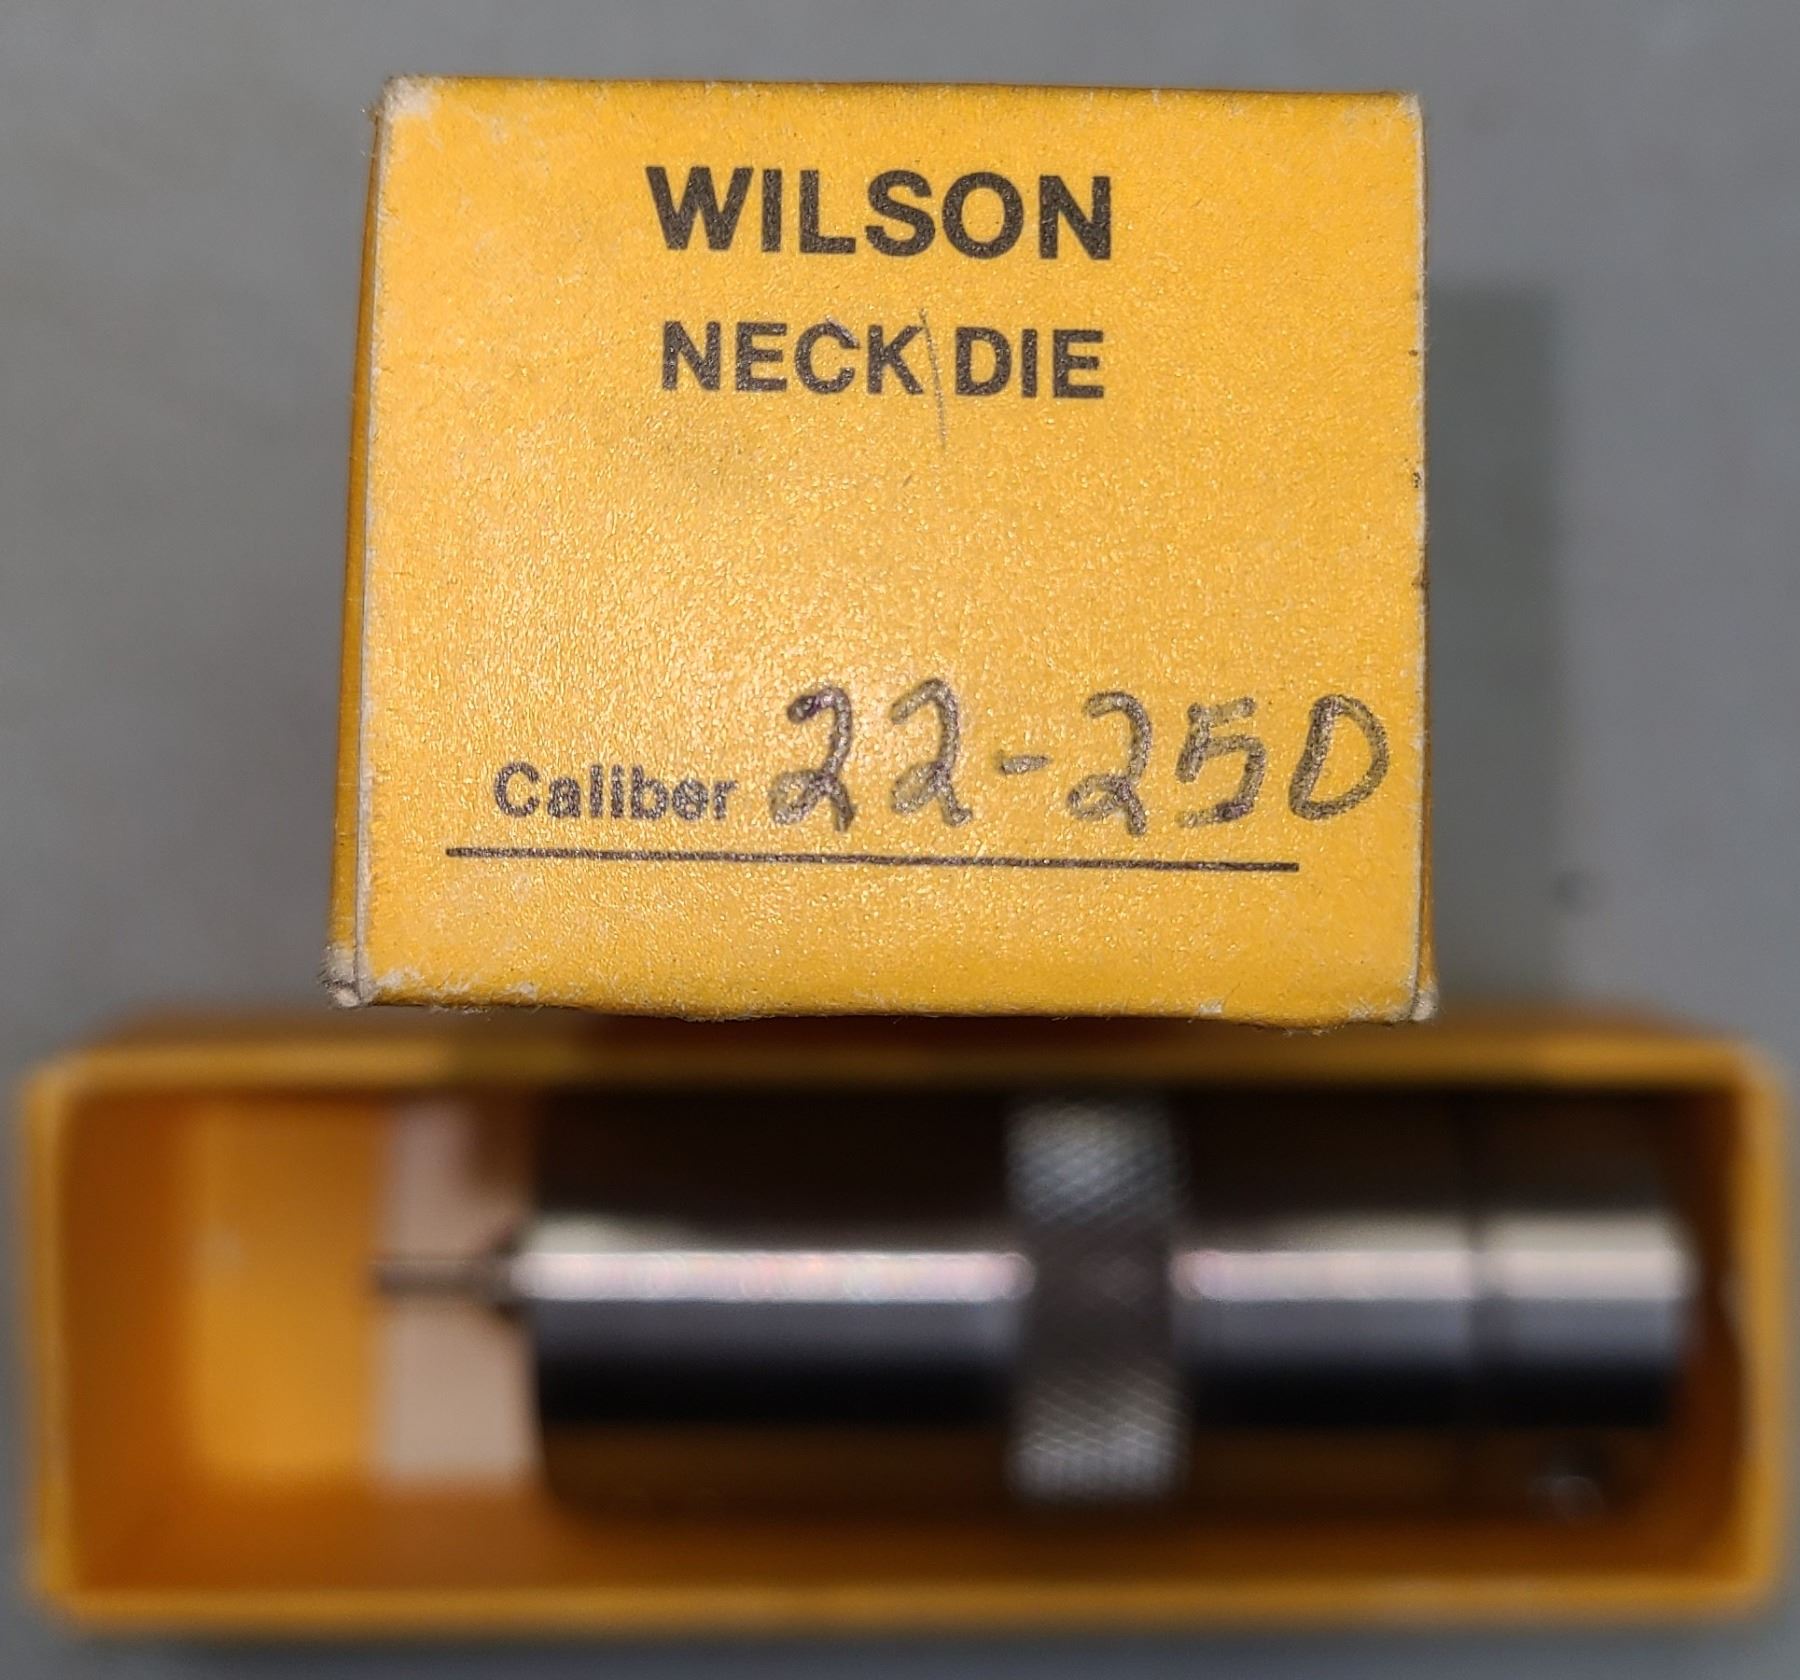 WILSON
NECK DIE
Caliber 22-250